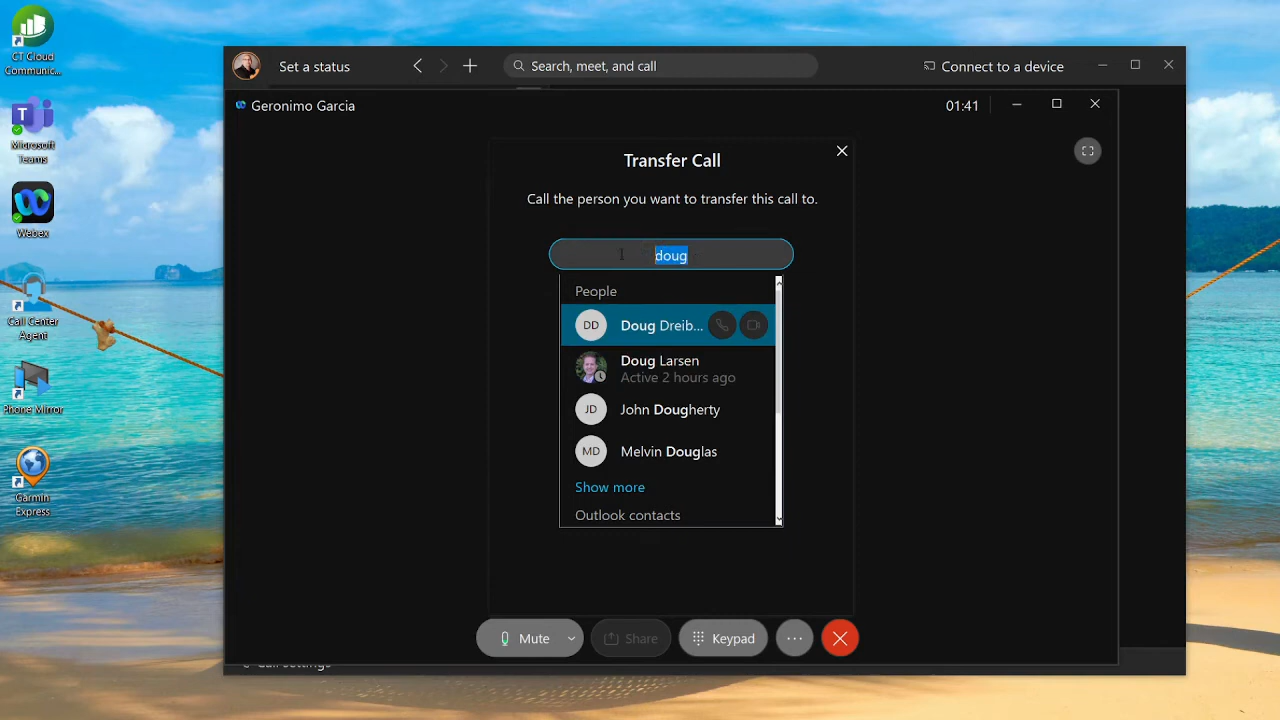 CT Cloud
Communic...
Microsoft
Teams
Webex
Call Center
Agent
Phone Mirror
Garmin
Express
Set a status
Search, meet, and call
Connect to a device
Geronimo Garcia
01:41
Transfer Call
Call the person you want to transfer this call to.
doug
People
DD
Doug Dreib...
Doug Larsen
Active 2 hours ago
JD
John Dougherty
MD
Melvin Douglas
Show more
Outlook contacts
Mute
Share
Keypad
Call Settings